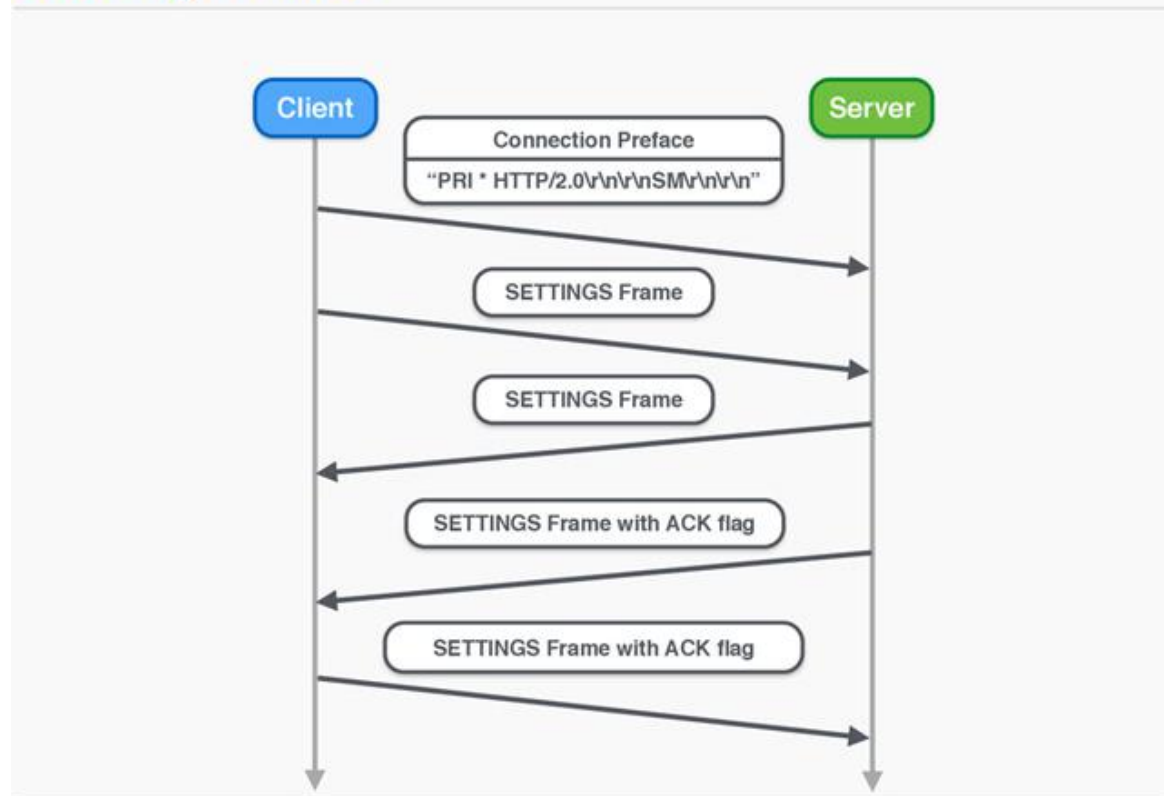 Client
Server
Connection Preface
“PRI * HTTP/2.0\r\n\r\nSM\r\n\r\n”
SETTINGS Frame
SETTINGS Frame
SETTINGS Frame with ACK flag
SETTINGS Frame with ACK flag